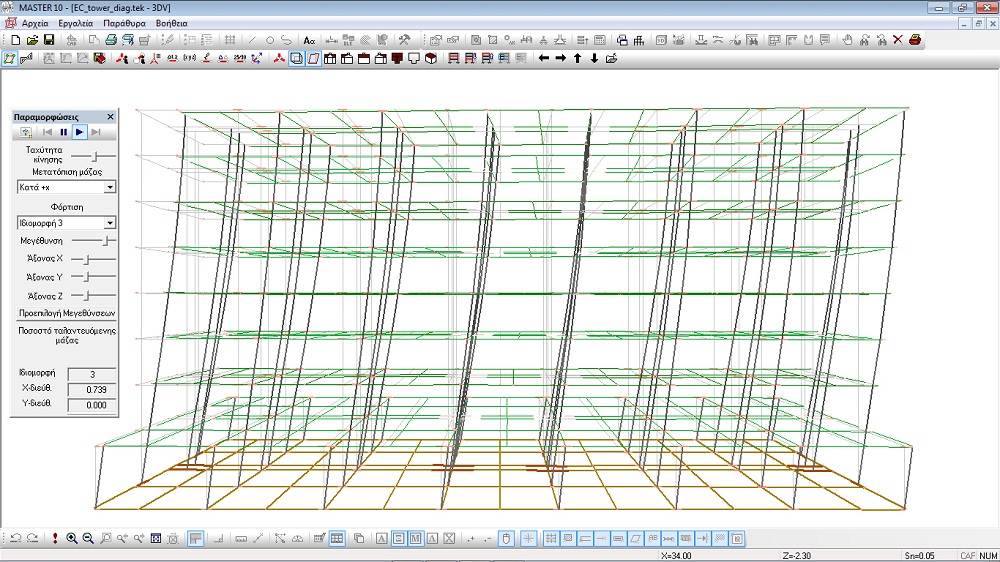 MASTER 10 - [EC_tower_diag.tek - 3DV]
Αρχεία Εργαλεία Παράθυρα Βοήθεια
Παραμορφώσεις
Ταχύτητα
κίνησης
Μετατόπιση μάζας
Κατά +x
Φόρτιση
Ιδιομορφή 3
Μεγέθυνση
Άξονας X
Άξονας Y
Άξονας Z
Προεπιλογή Μεγεθύνσεων
Ποσοστό ταλαντευόμενης
μάζας
Ιδιομορφή 3
X-διεύθ. 0.739
Y-διεύθ. 0.000
X=34.00 Z=-2.30 Sn=0.05 CAF NUM